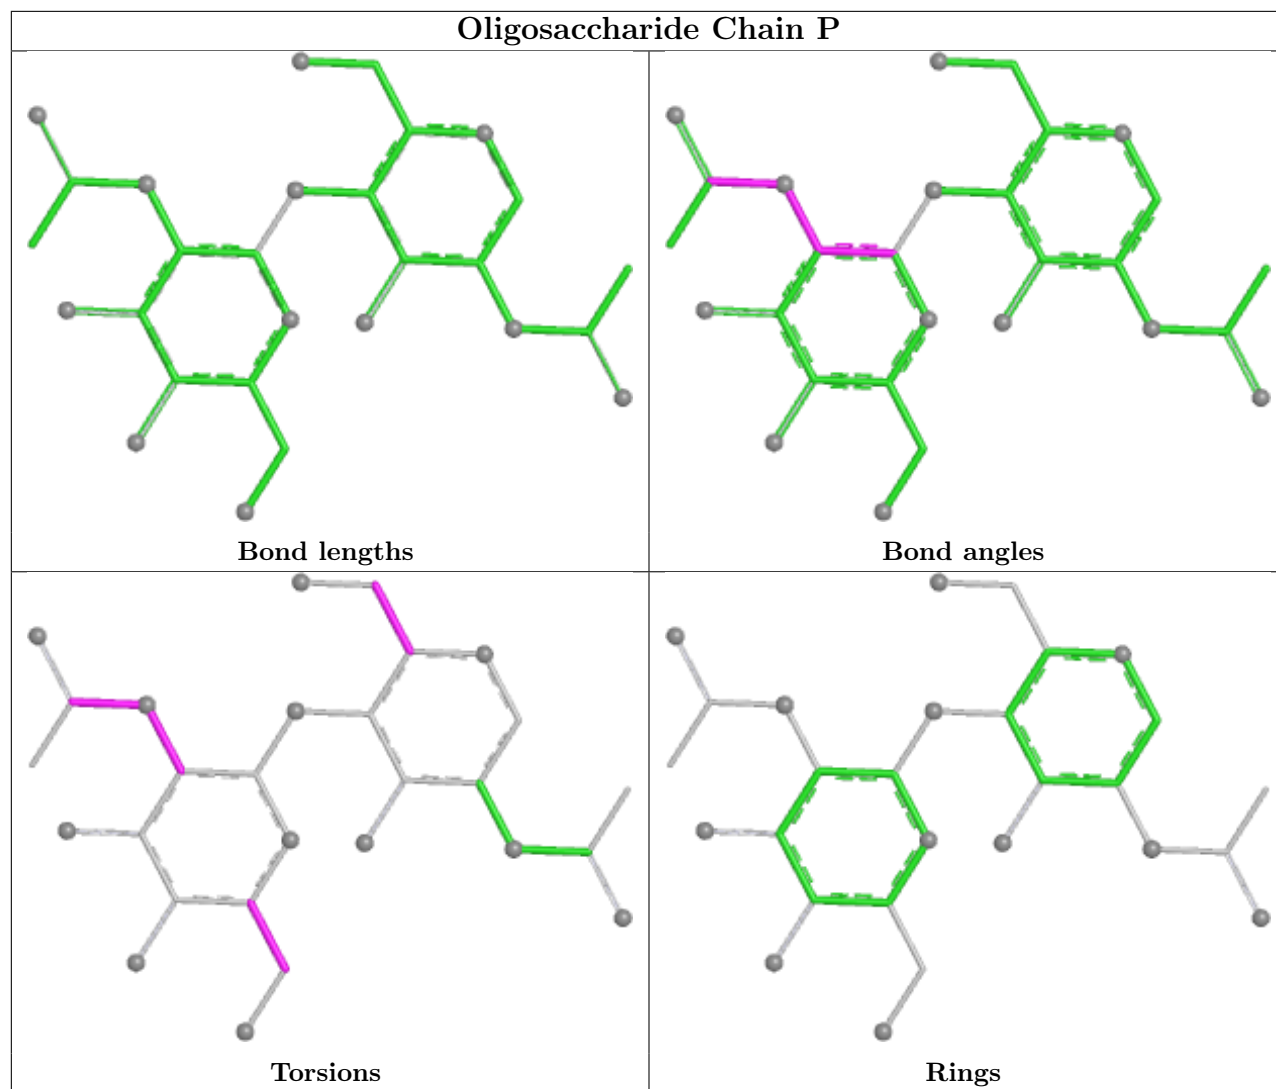 Oligosaccharide Chain P
Bond lengths
Bond angles
Torsions
Rings